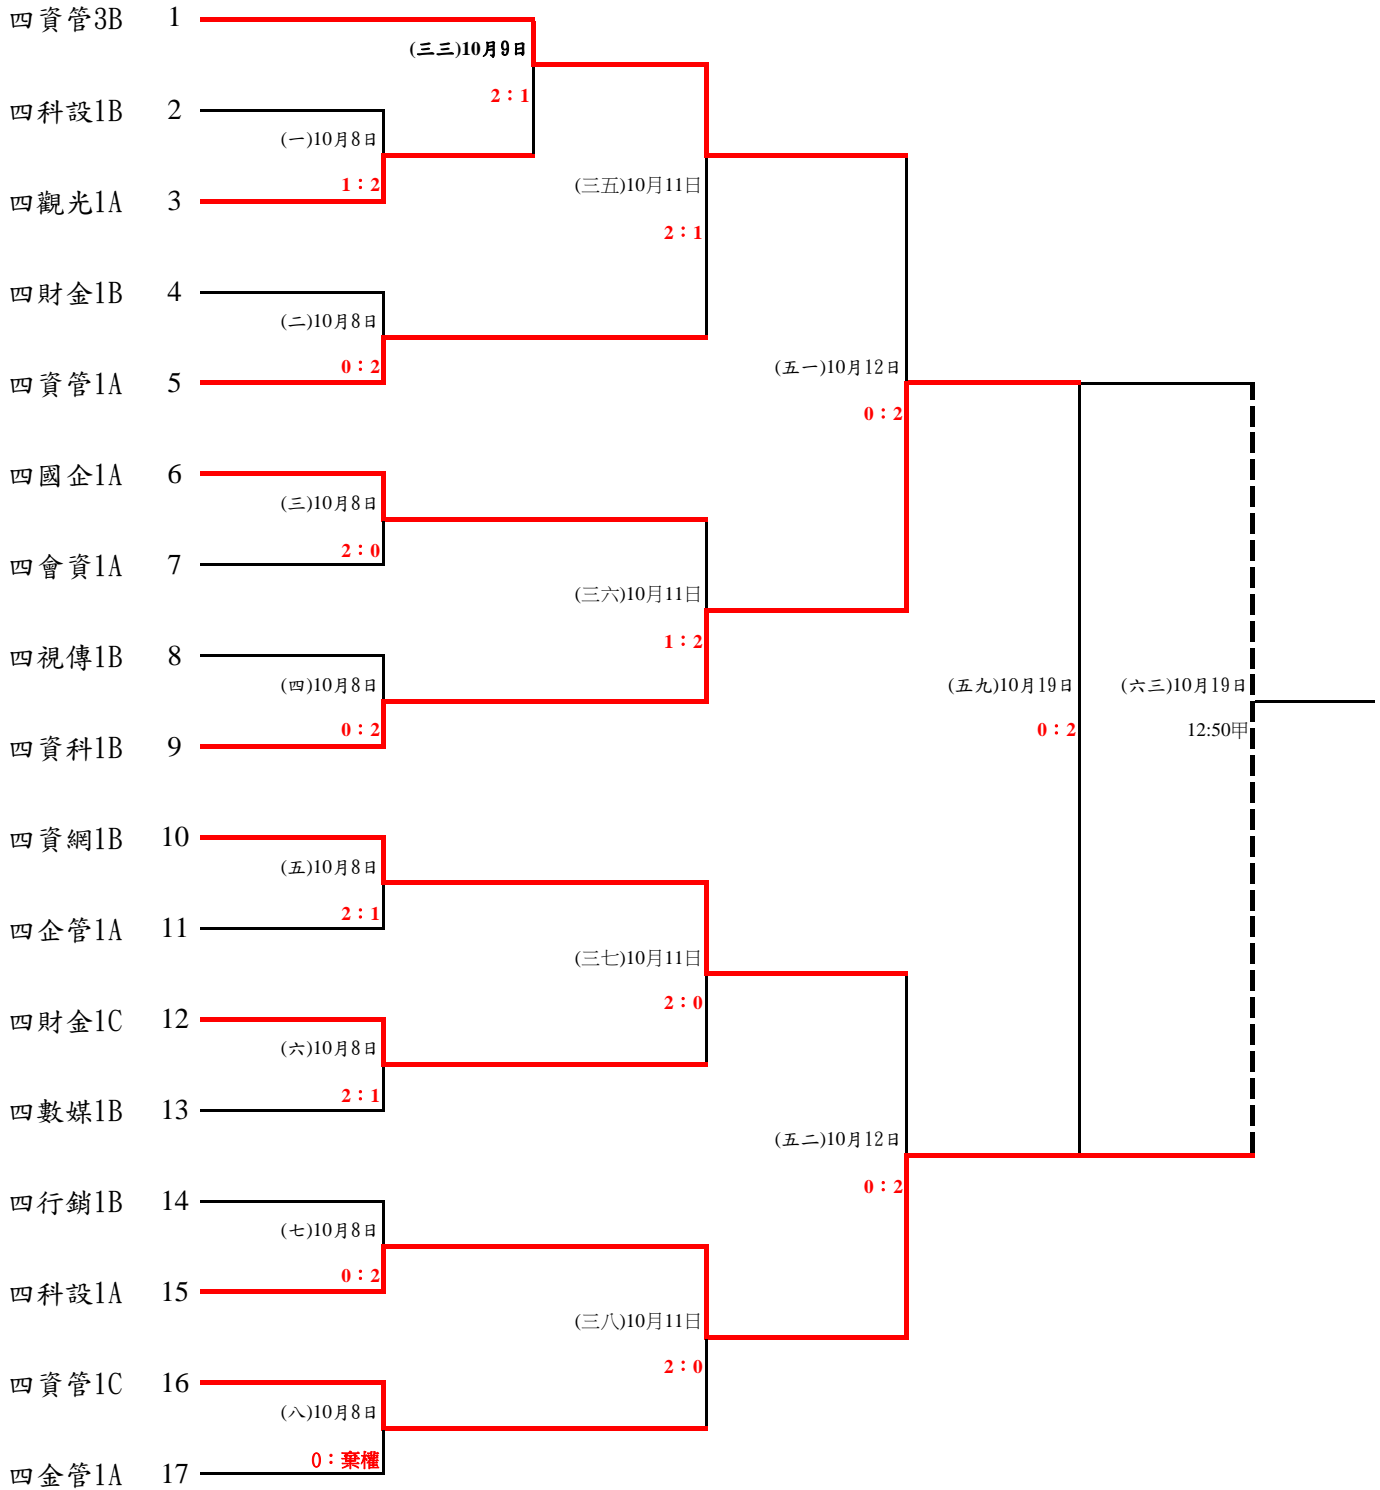 四資管3B 1
(三三)10月9日
2：1
四科設1B 2
(一)10月8日
1：2
四觀光1A 3
(三五)10月11日
2：1
四財金1B 4
(二)10月8日
0：2
四資管1A 5
(五一)10月12日
0：2
四國企1A 6
(三)10月8日
2：0
四會資1A 7
(三六)10月11日
1：2
四視傳1B 8
(四)10月8日
0：2
四資科1B 9
(五九)10月19日
0：2
(六三)10月19日
12:50甲
四資網1B 10
(五)10月8日
2：1
四企管1A 11
(三七)10月11日
2：0
四財金1C 12
(六)10月8日
2：1
四數媒1B 13
(五二)10月12日
0：2
四行銷1B 14
(七)10月8日
0：2
四科設1A 15
(三八)10月11日
2：0
四資管1C 16
(八)10月8日
0：棄權
四金管1A 17